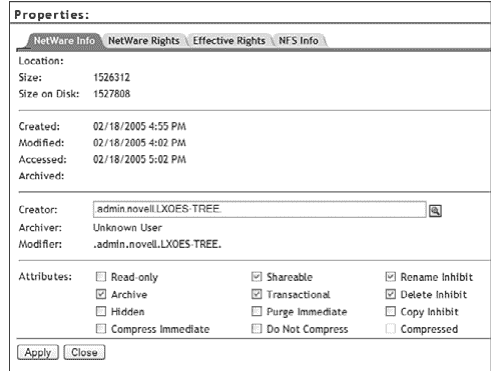 Properties:
NetWare Info NetWare Rights Effective Rights NFS Info
Location:
Size: 1526312
Size on Disk: 1527808
Created: 02/18/2005 4:55 PM
Modified: 02/18/2005 4:02 PM
Accessed: 02/18/2005 5:02 PM
Archived:
Creator: .admin.novell.LXOES-TREE.
Archiver: Unknown User
Modifier: .admin.novell.LXOES-TREE.
Attributes: Read-only Shareable Rename Inhibit
Archive Transactional Delete Inhibit
Hidden Purge Immediate Copy Inhibit
Compress Immediate Do Not Compress Compressed
Apply Close